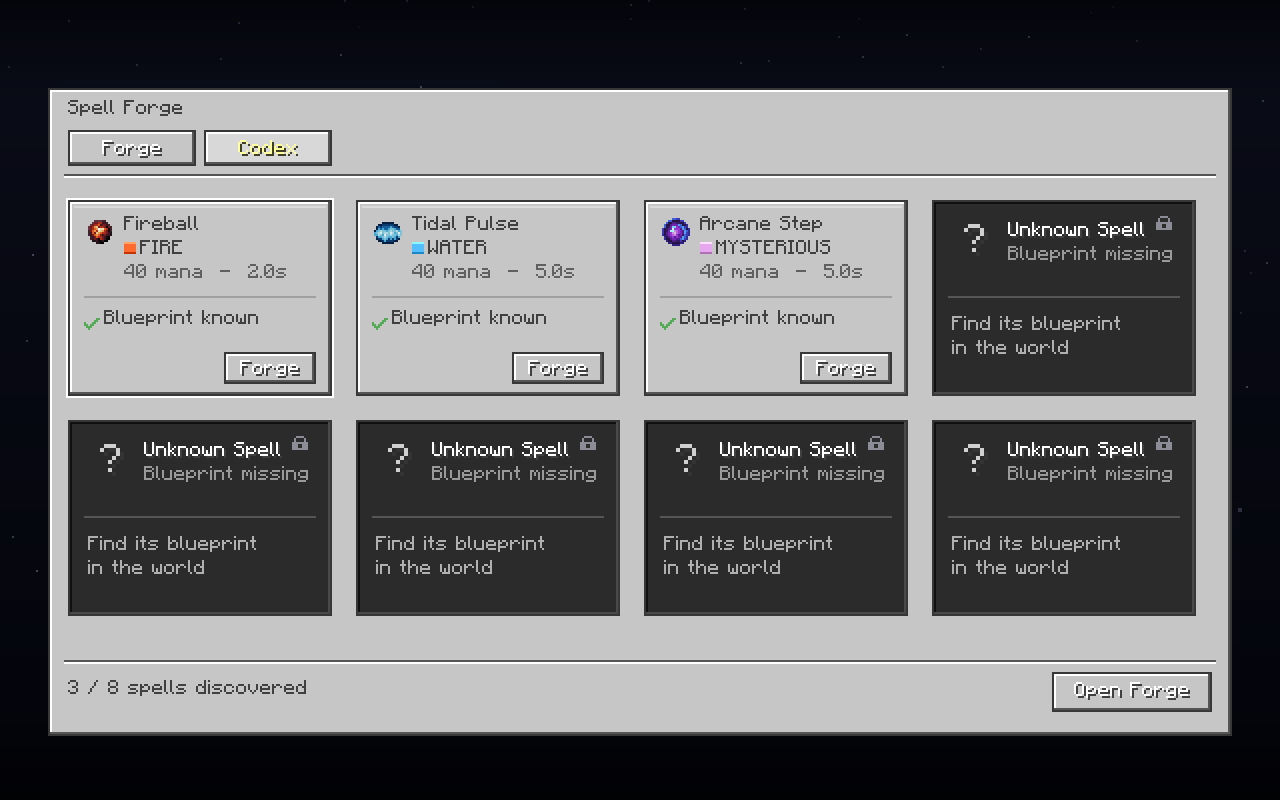 Spell Forge
Forge
Codex
Fireball
FIRE
40 mana - 2.0s
Blueprint known
Forge
Tidal Pulse
WATER
40 mana - 5.0s
Blueprint known
Forge
Arcane Step
MYSTERIOUS
40 mana - 5.0s
Blueprint known
Forge
?
Unknown Spell
Blueprint missing
Find its blueprint
in the world
?
Unknown Spell
Blueprint missing
Find its blueprint
in the world
?
Unknown Spell
Blueprint missing
Find its blueprint
in the world
?
Unknown Spell
Blueprint missing
Find its blueprint
in the world
?
Unknown Spell
Blueprint missing
Find its blueprint
in the world
3 / 8 spells discovered
Open Forge